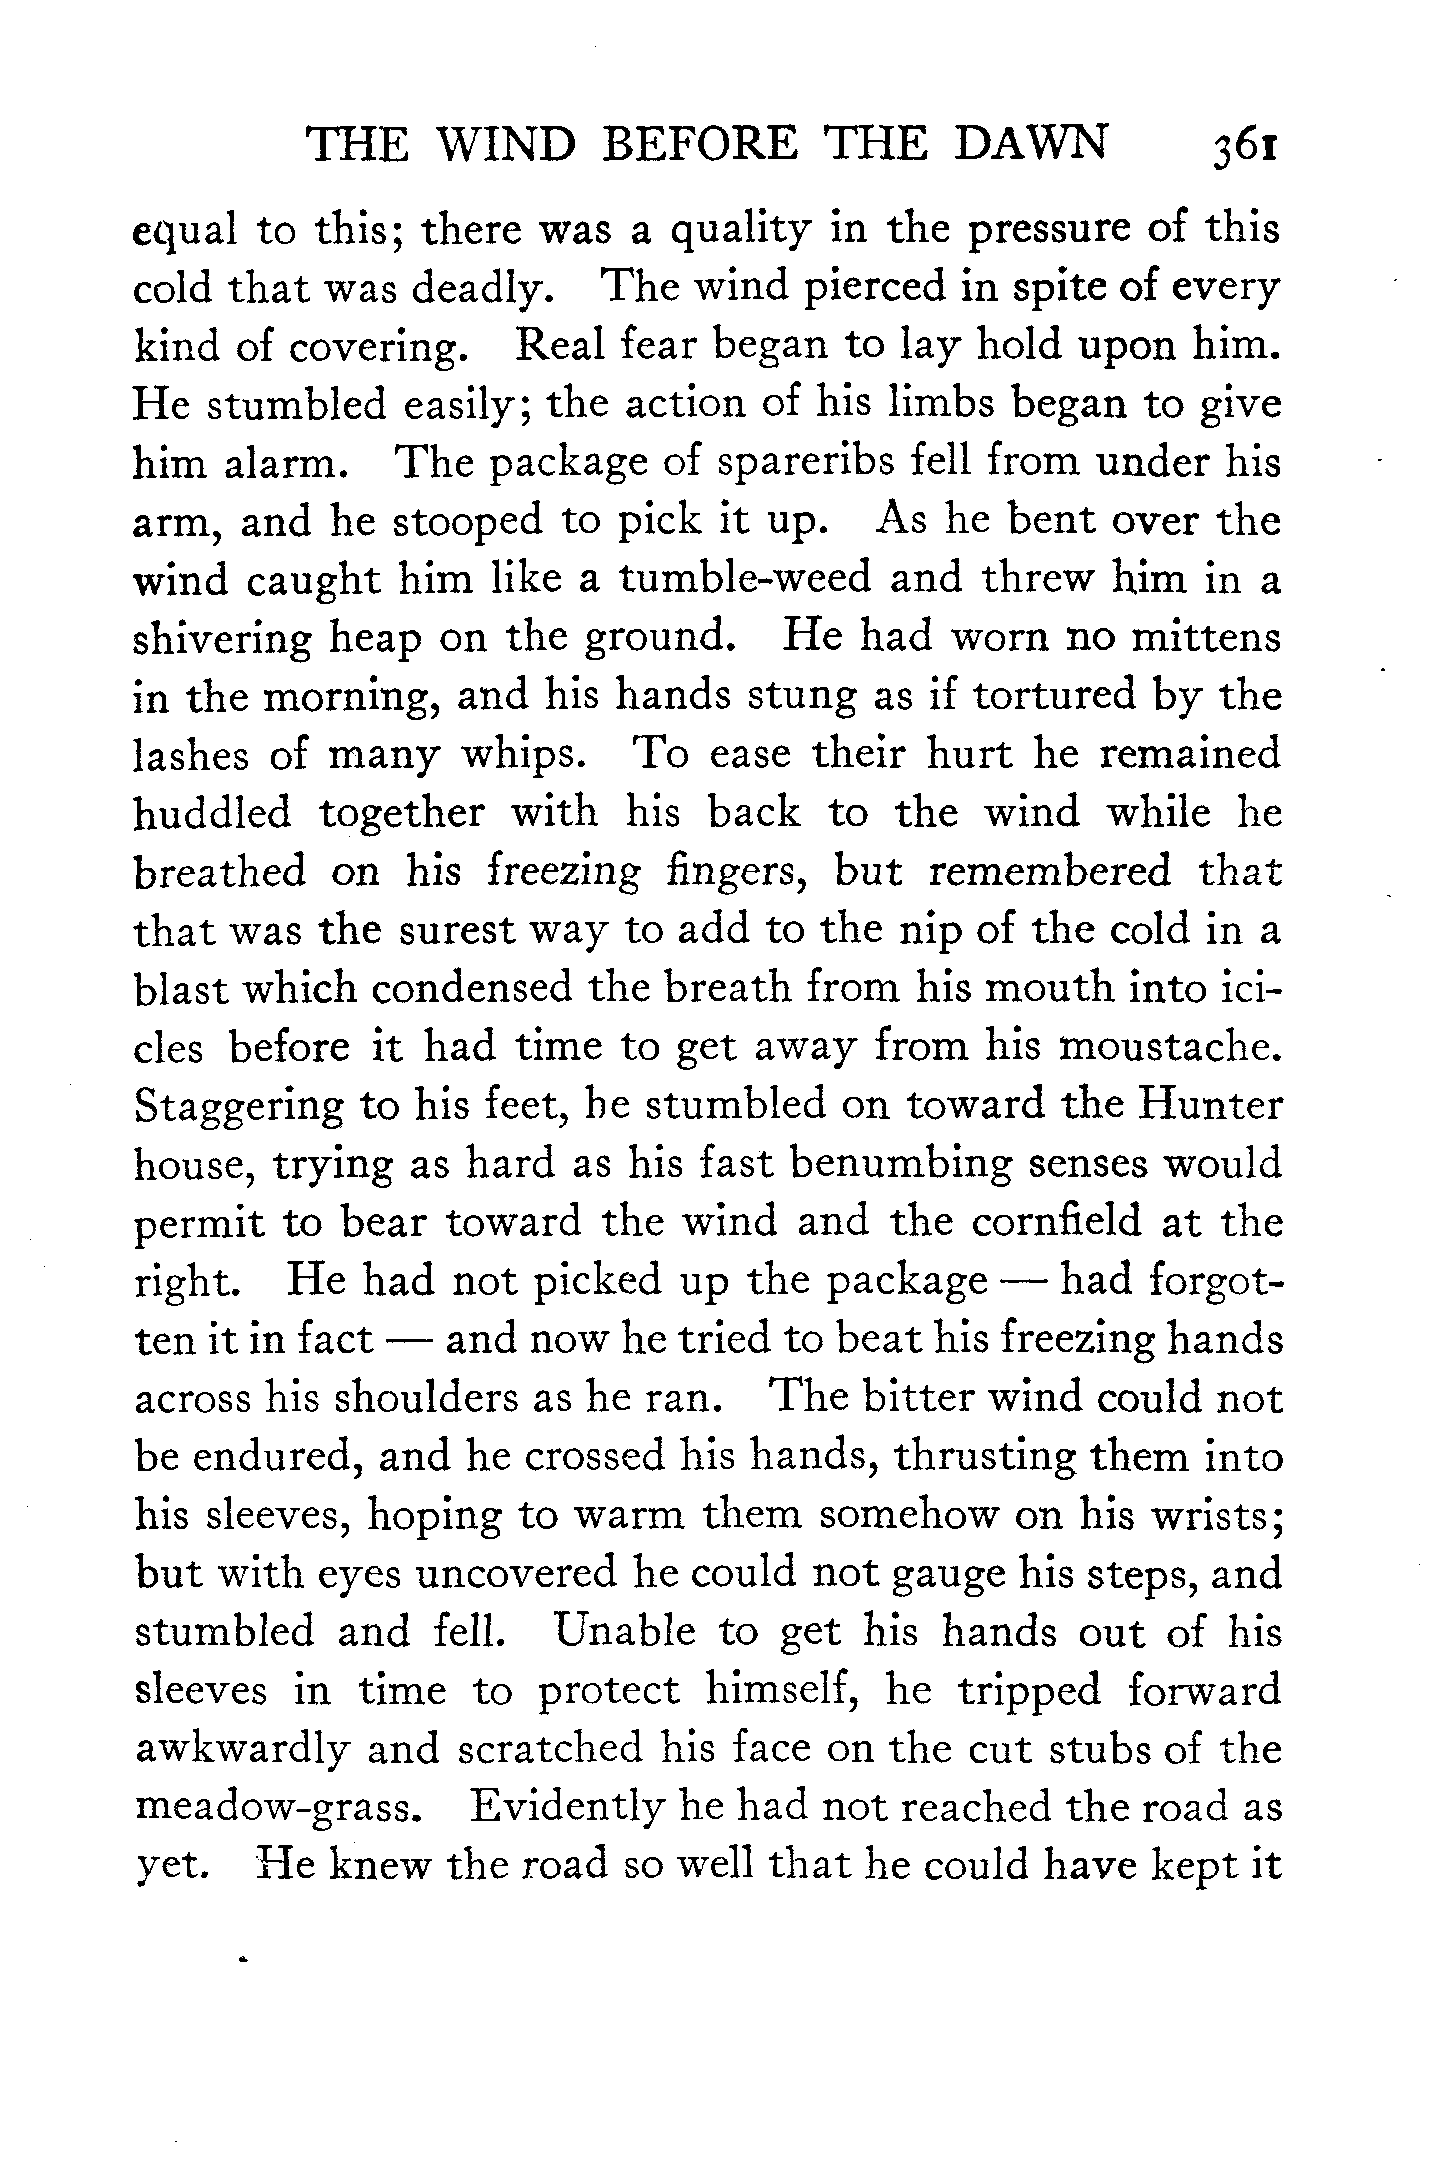 THE WIND BEFORE THE DAWN 361
equal to this; there was a quality in the pressure of this
cold that was deadly. The wind pierced in spite of every
kind of covering. Real fear began to lay hold upon him.
He stumbled easily; the action of his limbs began to give
him alarm. The package of spareribs fell from under his
arm, and he stooped to pick it up. As he bent over the
wind caught him like a tumble-weed and threw him in a
shivering heap on the ground. He had worn no mittens
in the morning, and his hands stung as if tortured by the
lashes of many whips. To ease their hurt he remained
huddled together with his back to the wind while he
breathed on his freezing fingers, but remembered that
that was the surest way to add to the nip of the cold in a
blast which condensed the breath from his mouth into ici-
cles before it had time to get away from his moustache.
Staggering to his feet, he stumbled on toward the Hunter
house, trying as hard as his fast benumbing senses would
permit to bear toward the wind and the cornfield at the
right. He had not picked up the package — had forgot-
ten it in fact — and now he tried to beat his freezing hands
across his shoulders as he ran. The bitter wind could not
be endured, and he crossed his hands, thrusting them into
his sleeves, hoping to warm them somehow on his wrists;
but with eyes uncovered he could not gauge his steps, and
stumbled and fell. Unable to get his hands out of his
sleeves in time to protect himself, he tripped forward
awkwardly and scratched his face on the cut stubs of the
meadow-grass. Evidently he had not reached the road as
yet. He knew the road so well that he could have kept it